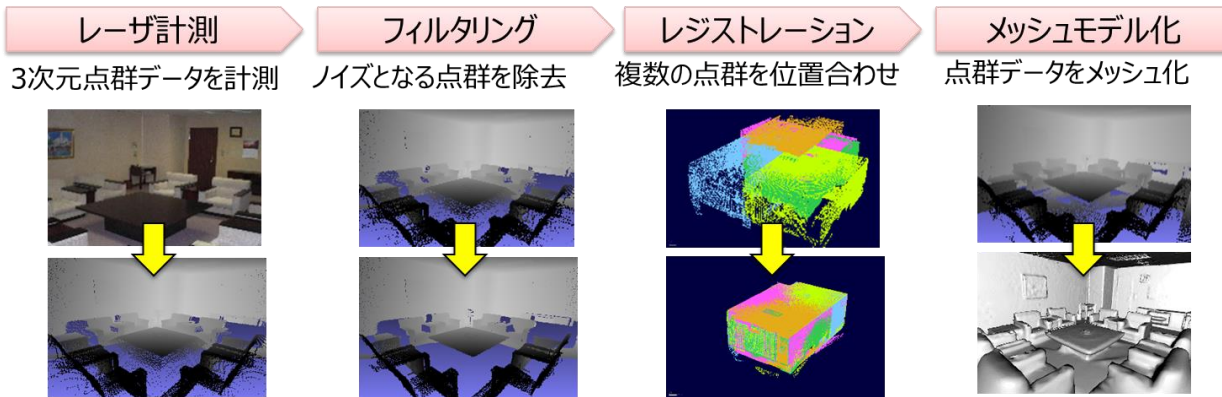 レーザ計測
フィルタリング
レジストレーション
メッシュモデル化
3次元点群データを計測
ノイズとなる点群を除去
複数の点群を位置合わせ
点群データをメッシュ化